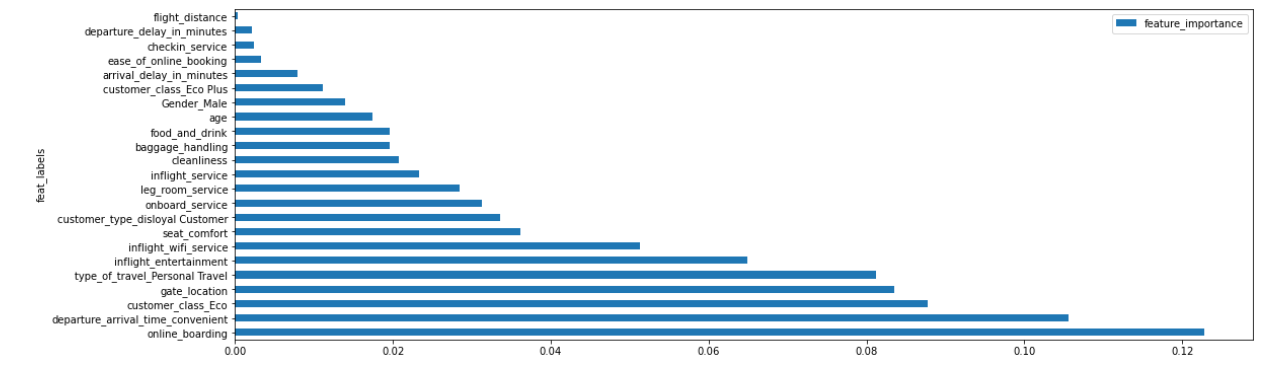 feature_importance
flight_distance
departure_delay_in_minutes
checkin_service
ease_of_online_booking
arrival_delay_in_minutes
customer_class_Eco Plus
Gender_Male
age
food_and_drink
baggage_handling
cleanliness
inflight_service
leg_room_service
onboard_service
customer_type_disloyal Customer
seat_comfort
inflight_wifi_service
inflight_entertainment
type_of_travel_Personal Travel
gate_location
customer_class_Eco
departure_arrival_time_convenient
online_boarding
feat_labels
0.00 0.02 0.04 0.06 0.08 0.10 0.12